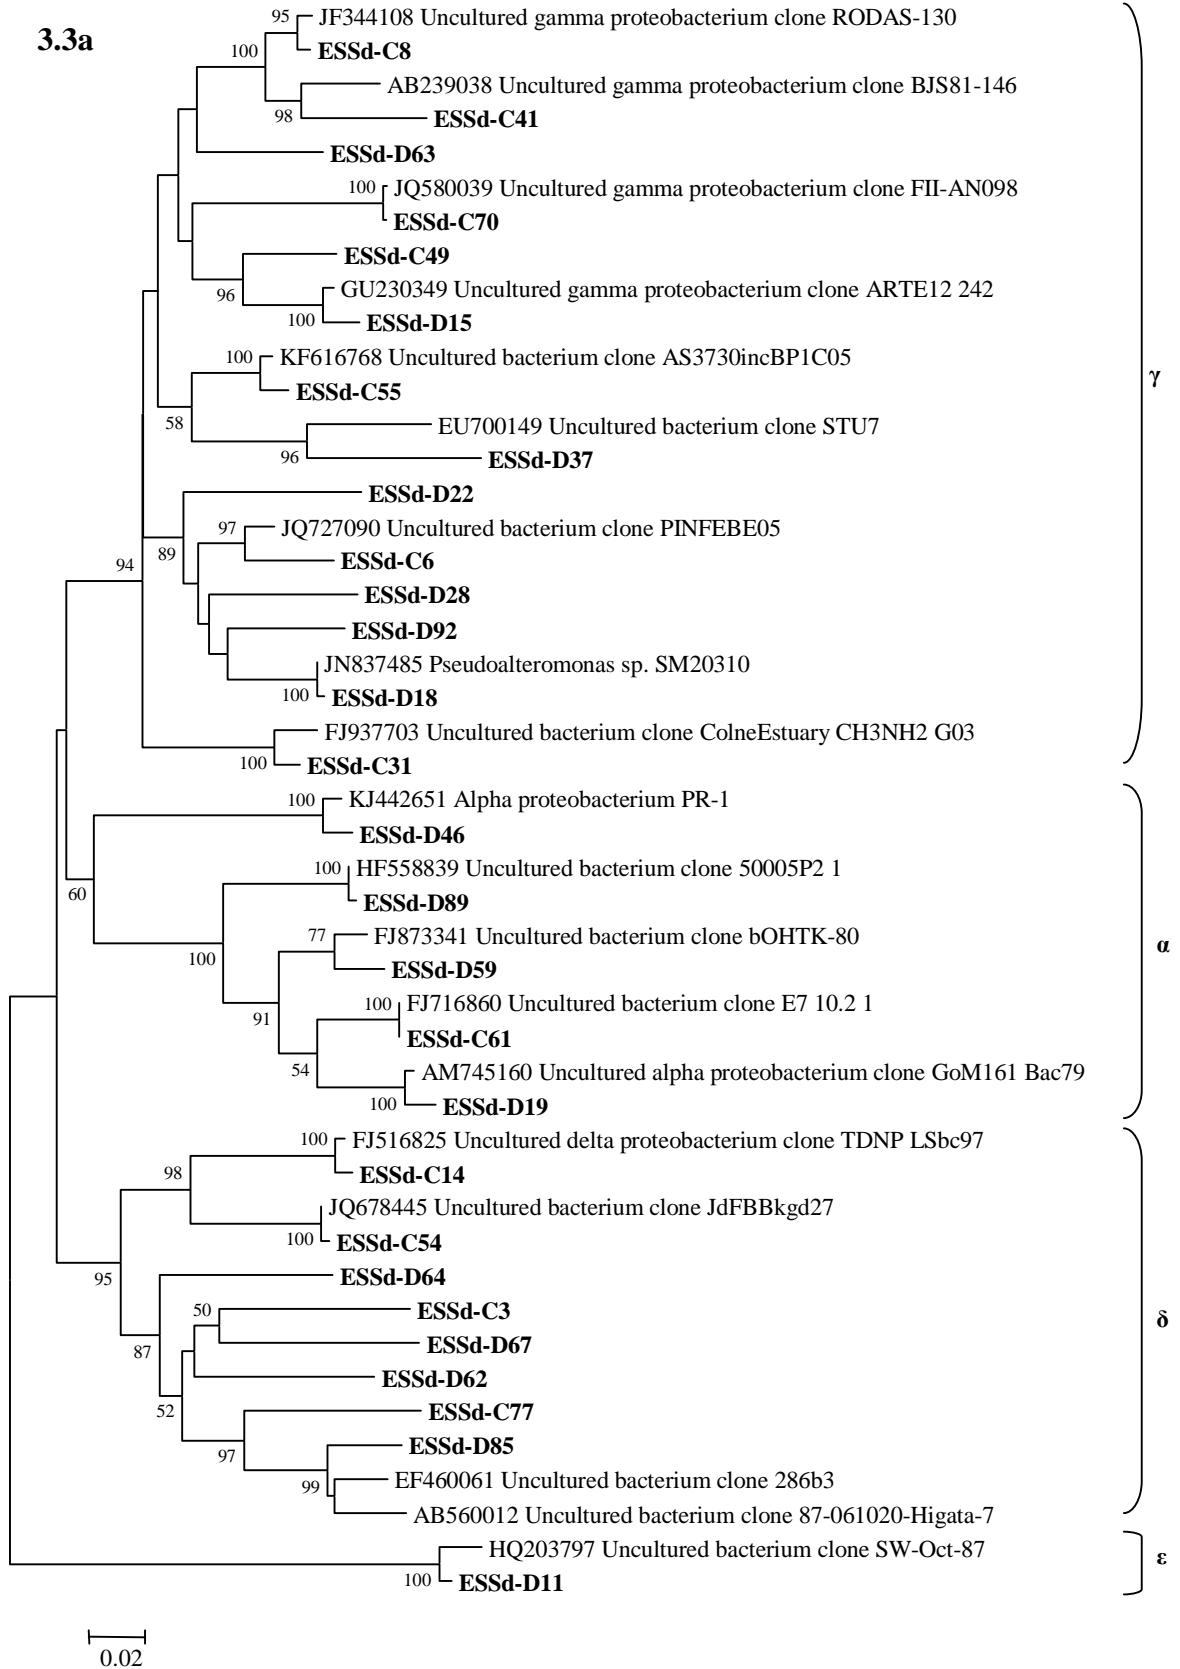 3.3a
95
JF344108 Uncultured gamma proteobacterium clone RODAS-130
100
ESSd-C8
AB239038 Uncultured gamma proteobacterium clone BJS81-146
98
ESSd-C41
ESSd-D63
100
JQ580039 Uncultured gamma proteobacterium clone FII-AN098
ESSd-C70
ESSd-C49
96
GU230349 Uncultured gamma proteobacterium clone ARTE12 242
100
ESSd-D15
100
KF616768 Uncultured bacterium clone AS3730incBP1C05
γ
ESSd-C55
58
EU700149 Uncultured bacterium clone STU7
96
ESSd-D37
ESSd-D22
97
JQ727090 Uncultured bacterium clone PINFEBE05
89
94
ESSd-C6
ESSd-D28
ESSd-D92
JN837485 Pseudoalteromonas sp. SM20310
100
ESSd-D18
FJ937703 Uncultured bacterium clone ColneEstuary CH3NH2 G03
100
ESSd-C31
100
KJ442651 Alpha proteobacterium PR-1
ESSd-D46
100
HF558839 Uncultured bacterium clone 50005P2 1
60
ESSd-D89
77
FJ873341 Uncultured bacterium clone bOHTK-80
α
100
ESSd-D59
100
FJ716860 Uncultured bacterium clone E7 10.2 1
91
ESSd-C61
54
AM745160 Uncultured alpha proteobacterium clone GoM161 Bac79
100
ESSd-D19
100
FJ516825 Uncultured delta proteobacterium clone TDNP LSbc97
98
ESSd-C14
JQ678445 Uncultured bacterium clone JdFBBkgd27
100
ESSd-C54
95
ESSd-D64
50
ESSd-C3
δ
87
ESSd-D67
ESSd-D62
52
ESSd-C77
97
ESSd-D85
99
EF460061 Uncultured bacterium clone 286b3
AB560012 Uncultured bacterium clone 87-061020-Higata-7
HQ203797 Uncultured bacterium clone SW-Oct-87
ε
100
ESSd-D11
0.02